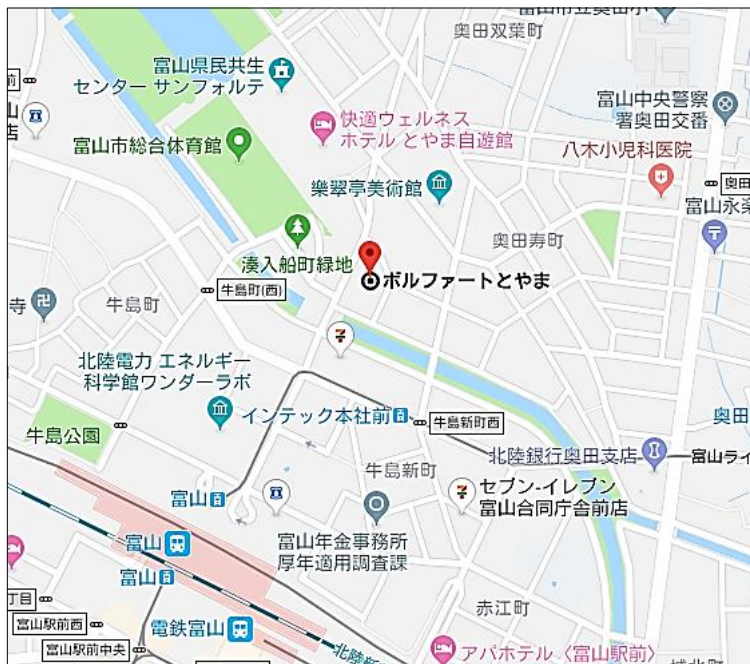 奥田双葉町
富山県民共生
センター サンフォルテ
富山中央警察
署奥田交番
快適ウェルネス
ホテル とやま自遊館
富山市総合体育館
八木小児科医院
樂翠亭美術館
奥田
富山永楽
奥田寿町
湊入船町緑地
ボルファートとやま
牛島町(西)
牛島町
寺
北陸電力 エネルギー
科学館ワンダーラボ
インテック本社前
牛島新町西
奥田
牛島公園
北陸銀行奥田支店
富山ライ
牛島新町
セブン-イレブン
富山合同庁舎前店
富山
富山年金事務所
厚年適用調査課
富山
富山
丁目
赤江町
富山駅前西
電鉄富山
富山駅前中央
アパホテル〈富山駅前〉